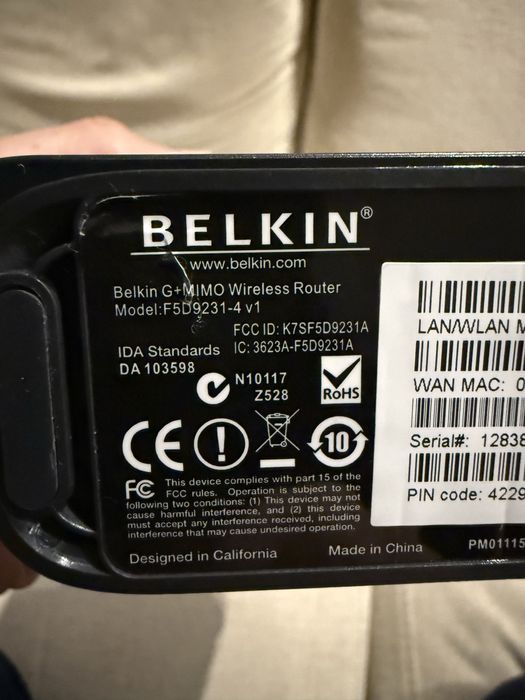 BELKIN®
www.belkin.com
Belkin G+MIMO Wireless Router
Model:F5D9231-4 v1
FCC ID: K7SF5D9231A
IDA Standards IC: 3623A-F5D9231A
DA 103598
N10117
Z528
RoHS
CE
10
FC This device complies with part 15 of the
FCC rules. Operation is subject to the
following two conditions: (1) This device may not
cause harmful interference, and (2) this device
must accept any interference received, including
interference that may cause undesired operation.
Designed in California Made in China PM01115
LAN/WLAN M
WAN MAC: 0
Serial#: 12838
PIN code: 4229